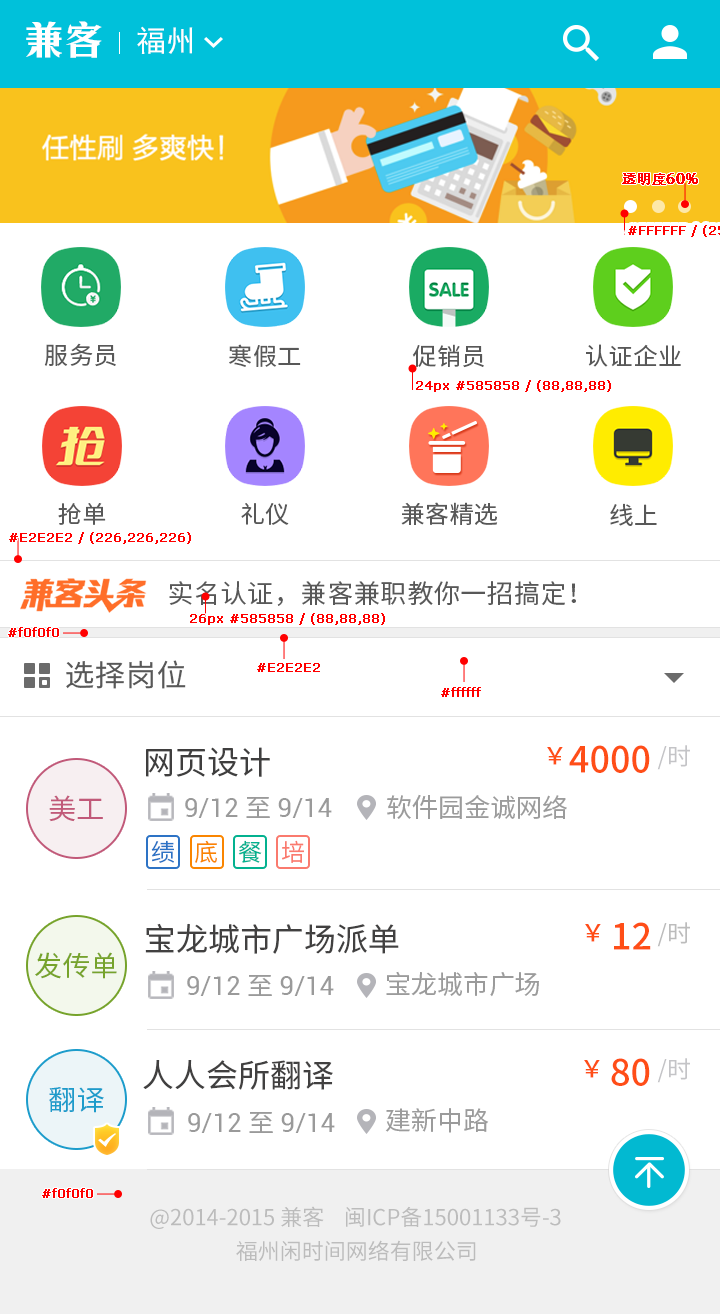 兼客 福州
任性刷 多爽快！
透明度60%
#FFFFFF / (25
SALE
¥
服务员 寒假工 促销员 认证企业
24px #585858 / (88,88,88)
抢
抢单 礼仪 兼客精选 线上
#E2E2E2 / (226,226,226)
兼客头条 实名认证，兼客兼职教你一招搞定！
26px #585858 / (88,88,88)
#f0f0f0
#E2E2E2
选择岗位
#ffffff
美工 网页设计 ¥4000 /时
9/12 至 9/14 软件园金诚网络
绩 底 餐 培
发传单 宝龙城市广场派单 ¥ 12 /时
9/12 至 9/14 宝龙城市广场
翻译 人人会所翻译 ¥ 80 /时
9/12 至 9/14 建新中路
#f0f0f0
@2014-2015 兼客 闽ICP备15001133号-3
福州闲时间网络有限公司